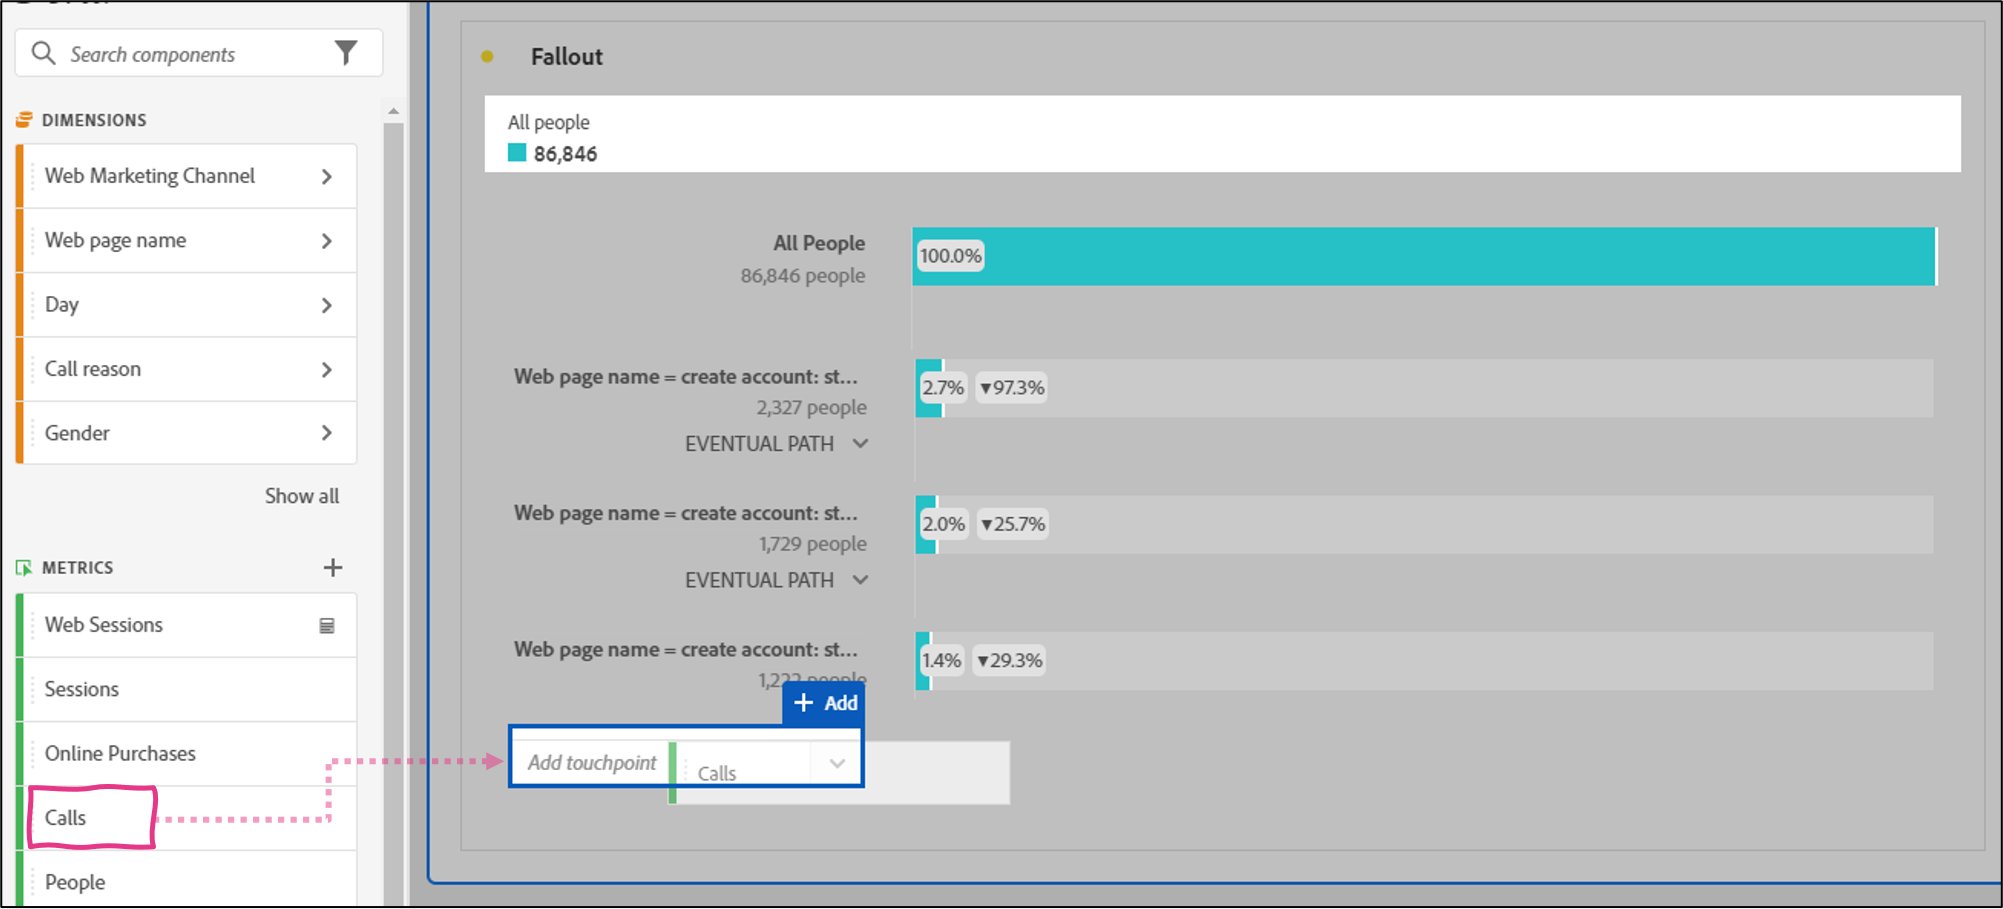 Search components
DIMENSIONS
Web Marketing Channel
Web page name
Day
Call reason
Gender
Show all
METRICS
Web Sessions
Sessions
Online Purchases
Calls
People
Fallout
All people
86,846
All People
86,846 people
100.0%
Web page name = create account: st...
2,327 people
EVENTUAL PATH
2.7% ▼97.3%
Web page name = create account: st...
1,729 people
EVENTUAL PATH
2.0% ▼25.7%
Web page name = create account: st...
1,222 people
1.4% ▼29.3%
+ Add
Add touchpoint
Calls